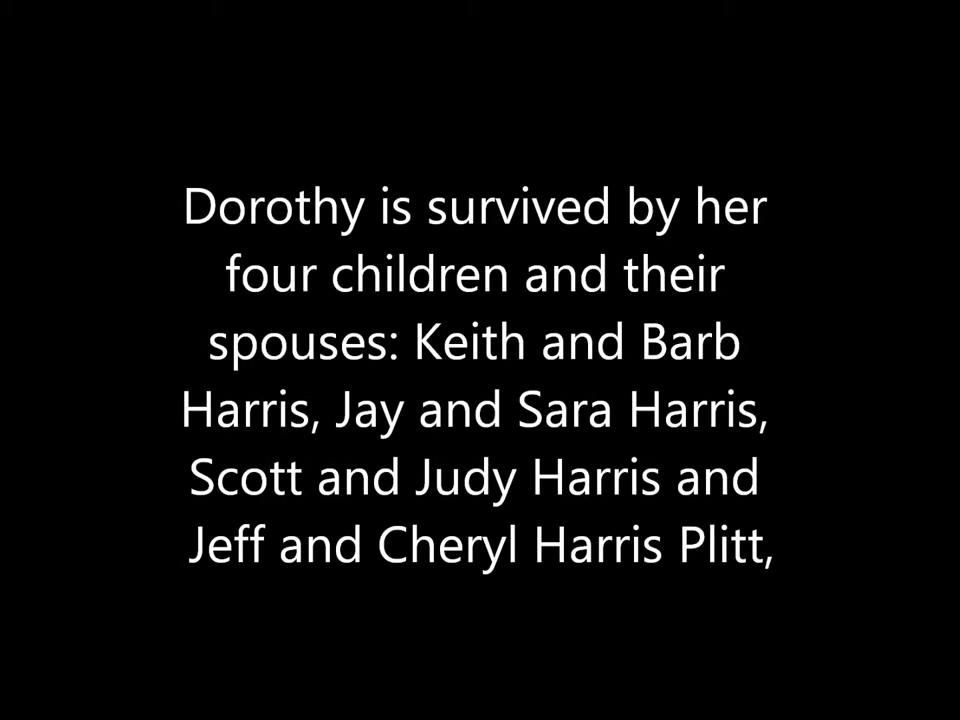 Dorothy is survived by her
four children and their
spouses: Keith and Barb
Harris, Jay and Sara Harris,
Scott and Judy Harris and
Jeff and Cheryl Harris Plitt,